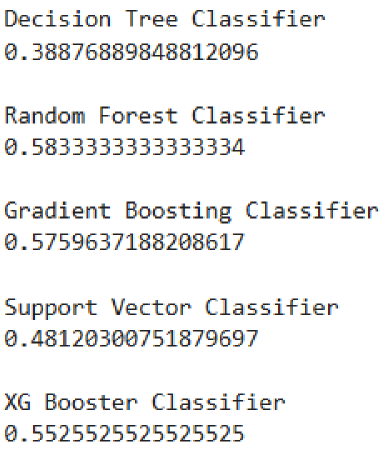 Decision Tree Classifier
0.38876889848812096
Random Forest Classifier
0.5833333333333334
Gradient Boosting Classifier
0.5759637188208617
Support Vector Classifier
0.48120300751879697
XG Booster Classifier
0.5525525525525525